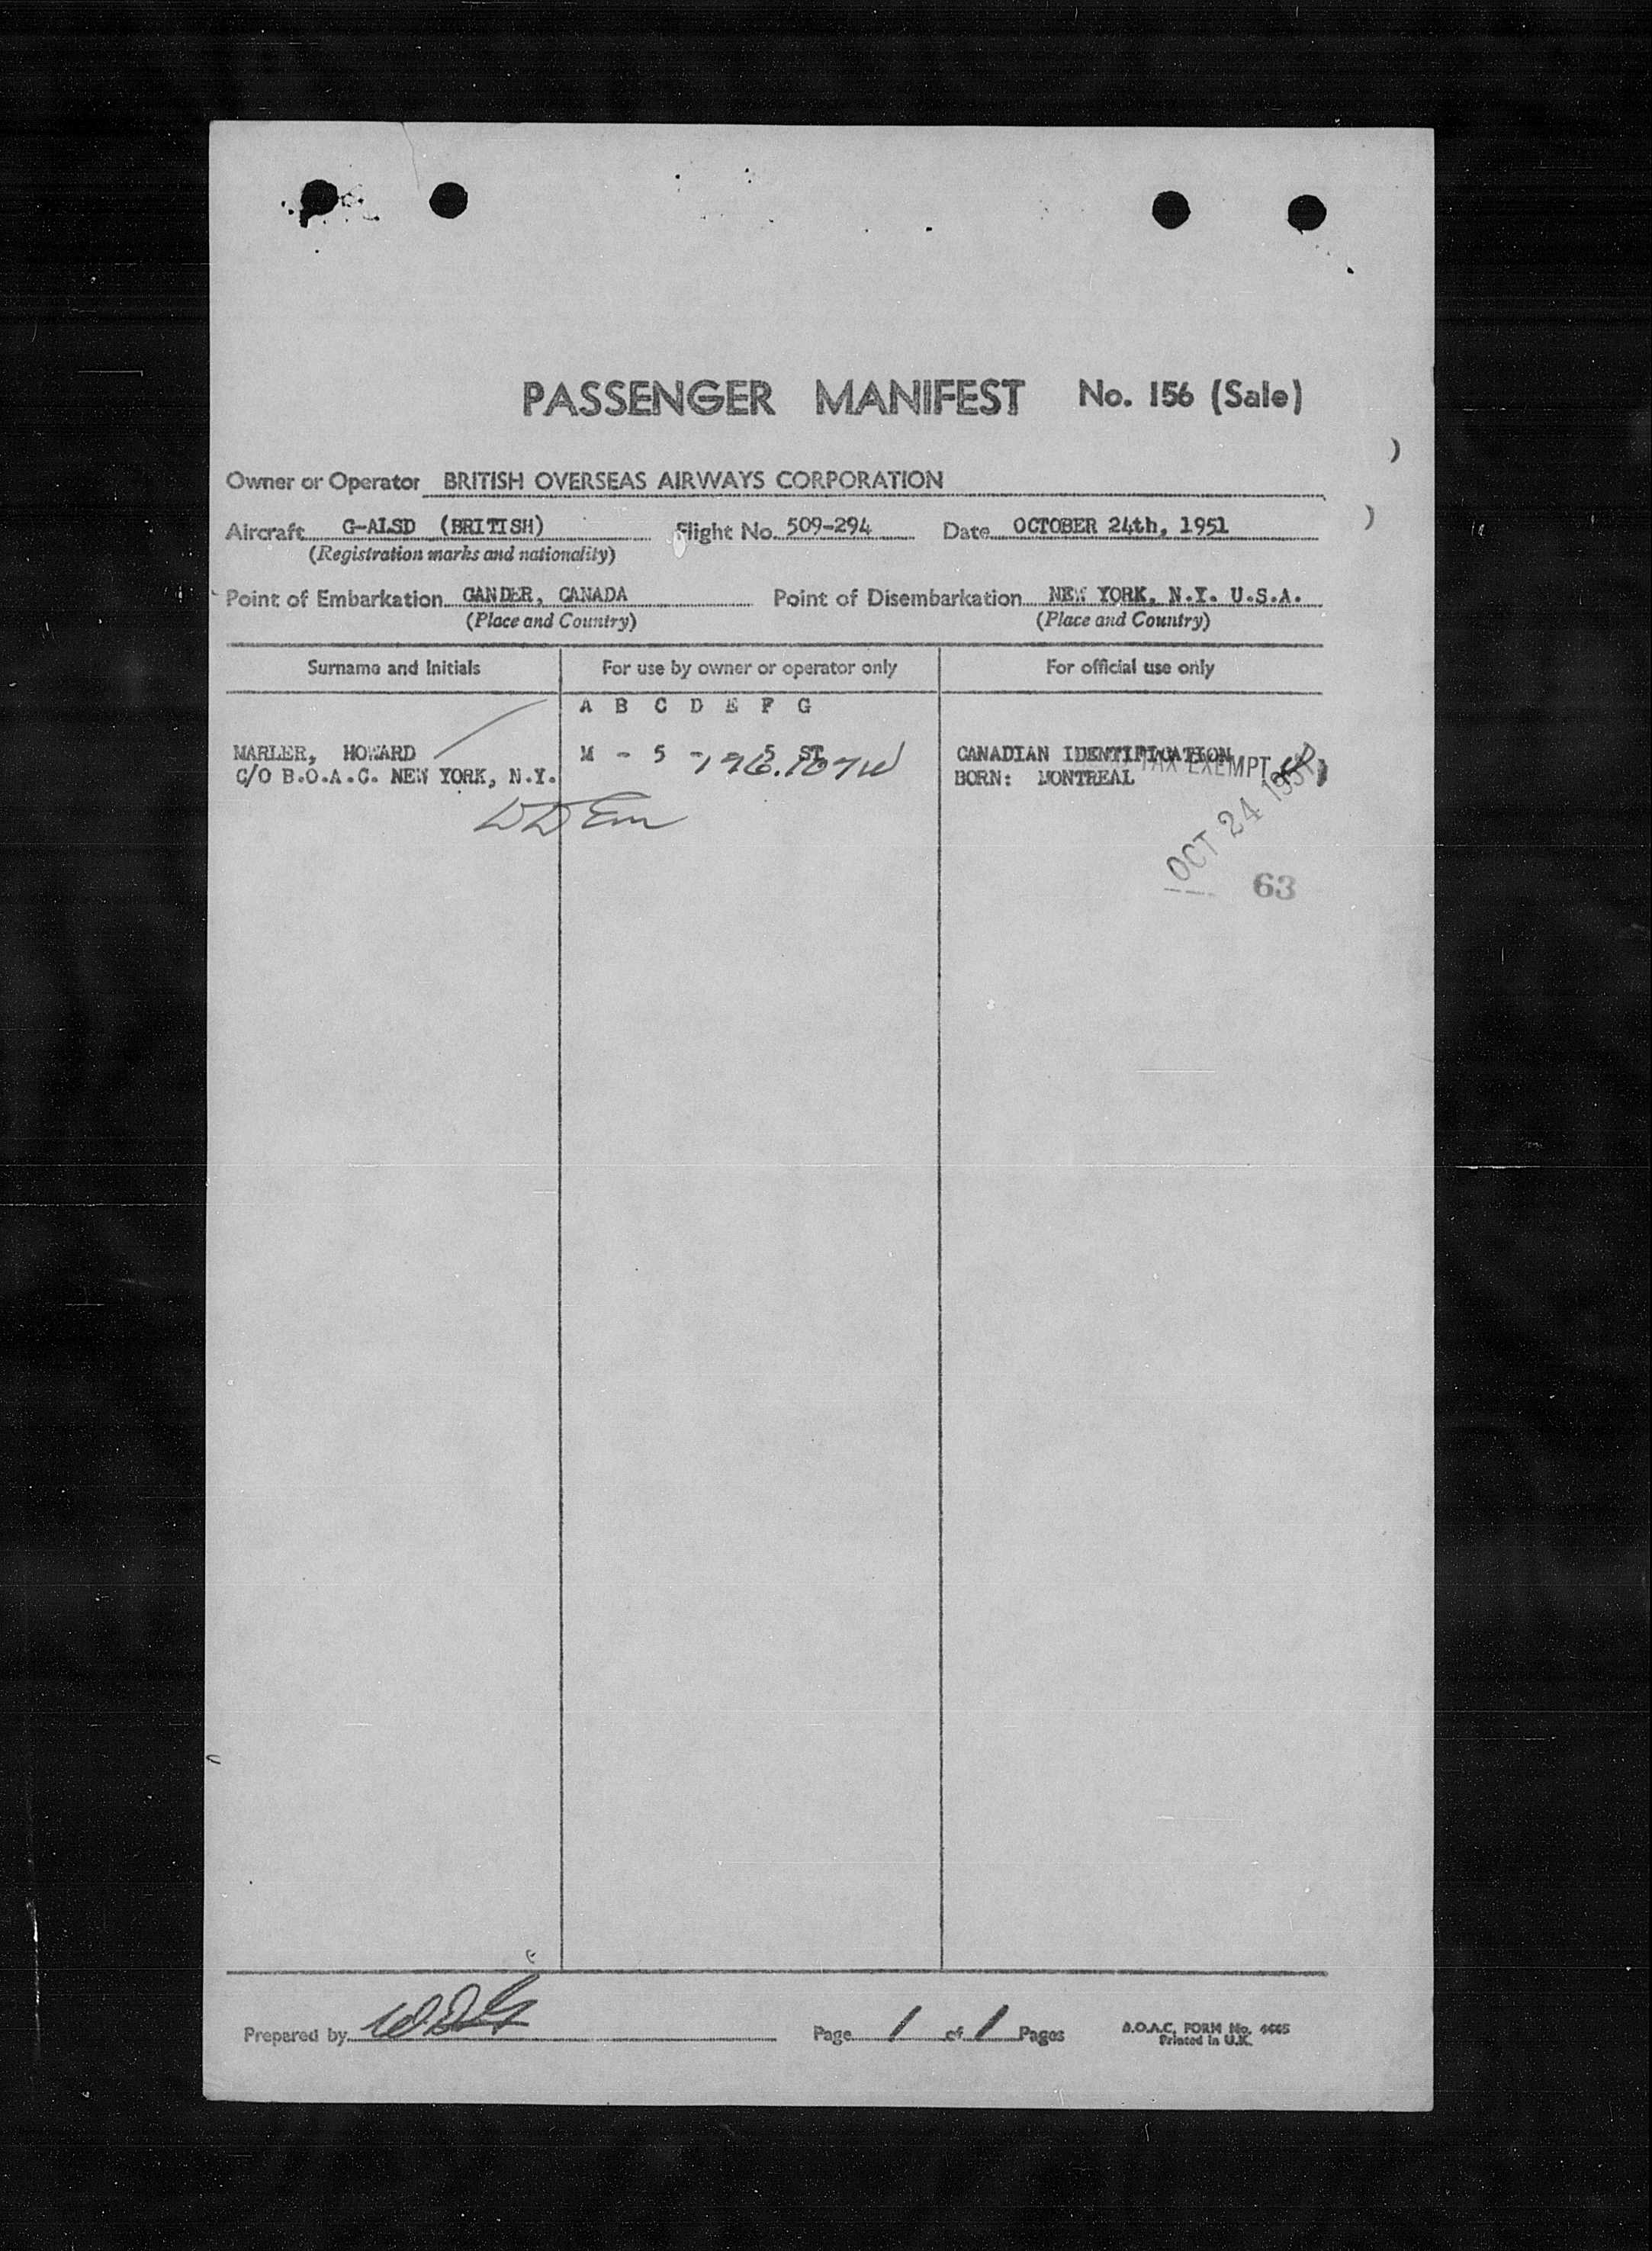 PASSENGER MANIFEST No. 156 (Sale)
Owner or Operator BRITISH OVERSEAS AIRWAYS CORPORATION
Aircraft G-ALSD (BRITISH) Flight No. 509-294 Date OCTOBER 24th, 1951
(Registration marks and nationality)
Point of Embarkation GANDER, CANADA Point of Disembarkation NEW YORK, N.Y. U.S.A.
(Place and Country) (Place and Country)
Surname and Initials For use by owner or operator only For official use only
A B C D E F G
MARLER, HOWARD M - 5 - 5 ST CANADIAN IDENTIFICATION
TAX EXEMPT
C/O B.O.A.C. NEW YORK, N.Y. BORN: MONTREAL
OCT 24 1951
63
Prepared by Page 1 of 1 Pages B.O.A.C. FORM No. 4445
Printed in U.K.